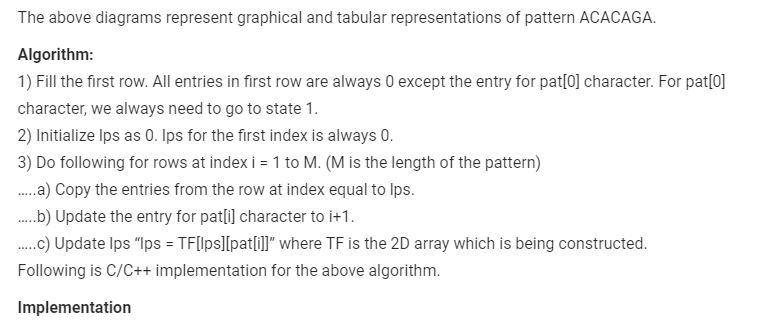 The above diagrams represent graphical and tabular representations of pattern ACACAGA.
Algorithm:
1) Fill the first row. All entries in first row are always 0 except the entry for pat[0] character. For pat[0]
character, we always need to go to state 1.
2) Initialize lps as 0. lps for the first index is always 0.
3) Do following for rows at index i = 1 to M. (M is the length of the pattern)
…..a) Copy the entries from the row at index equal to lps.
…..b) Update the entry for pat[i] character to i+1.
…..c) Update lps “lps = TF[lps][pat[i]]” where TF is the 2D array which is being constructed.
Following is C/C++ implementation for the above algorithm.
Implementation